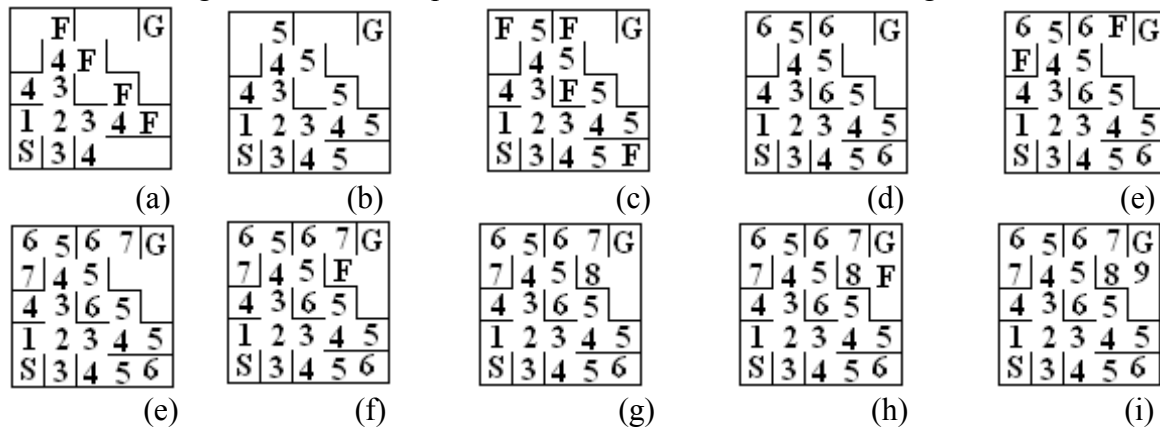 F G
4 F
4 3 F
1 2 3 4 F
S 3 4
(a)
5 G
4 5
4 3 5
1 2 3 4 5
S 3 4 5
(b)
F 5 F G
4 5
4 3 F 5
1 2 3 4 5
S 3 4 5 F
(c)
6 5 6 G
4 5
4 3 6 5
1 2 3 4 5
S 3 4 5 6
(d)
6 5 6 F G
F 4 5
4 3 6 5
1 2 3 4 5
S 3 4 5 6
(e)
6 5 6 7 G
7 4 5
4 3 6 5
1 2 3 4 5
S 3 4 5 6
(e)
6 5 6 7 G
7 4 5 F
4 3 6 5
1 2 3 4 5
S 3 4 5 6
(f)
6 5 6 7 G
7 4 5 8
4 3 6 5
1 2 3 4 5
S 3 4 5 6
(g)
6 5 6 7 G
7 4 5 8 F
4 3 6 5
1 2 3 4 5
S 3 4 5 6
(h)
6 5 6 7 G
7 4 5 8 9
4 3 6 5
1 2 3 4 5
S 3 4 5 6
(i)